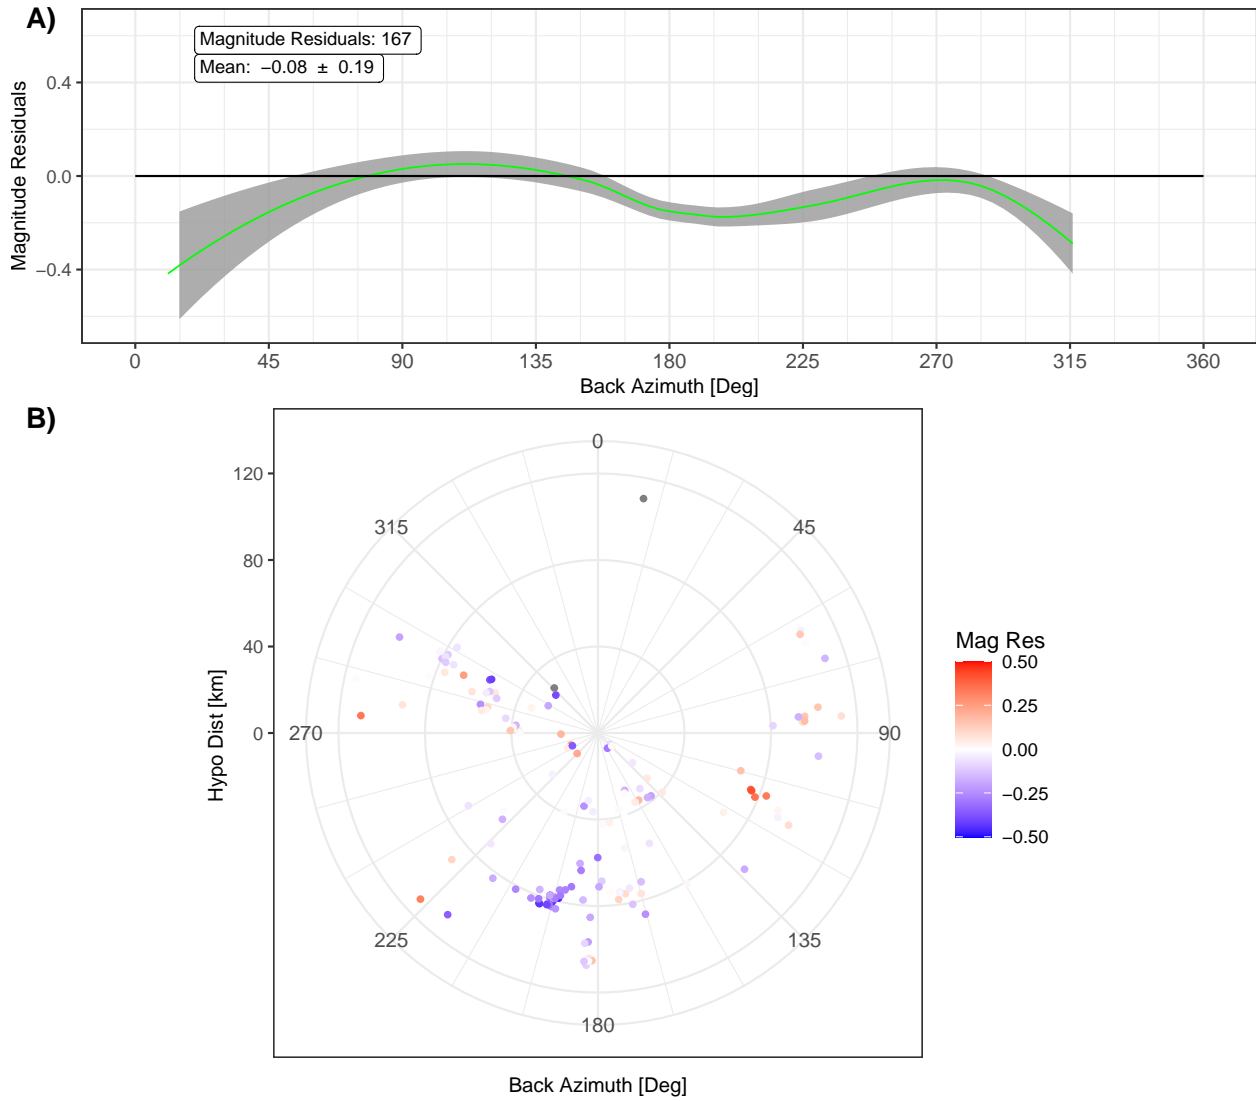 A)
Magnitude Residuals: 167
Mean: −0.08 ± 0.19
Magnitude Residuals
0.4
0.0
−0.4
0 45 90 135 180 225 270 315 360
Back Azimuth [Deg]
B)
Hypo Dist [km]
120
80
40
0
0
45
90
135
180
225
270
315
Back Azimuth [Deg]
Mag Res
0.50
0.25
0.00
−0.25
−0.50